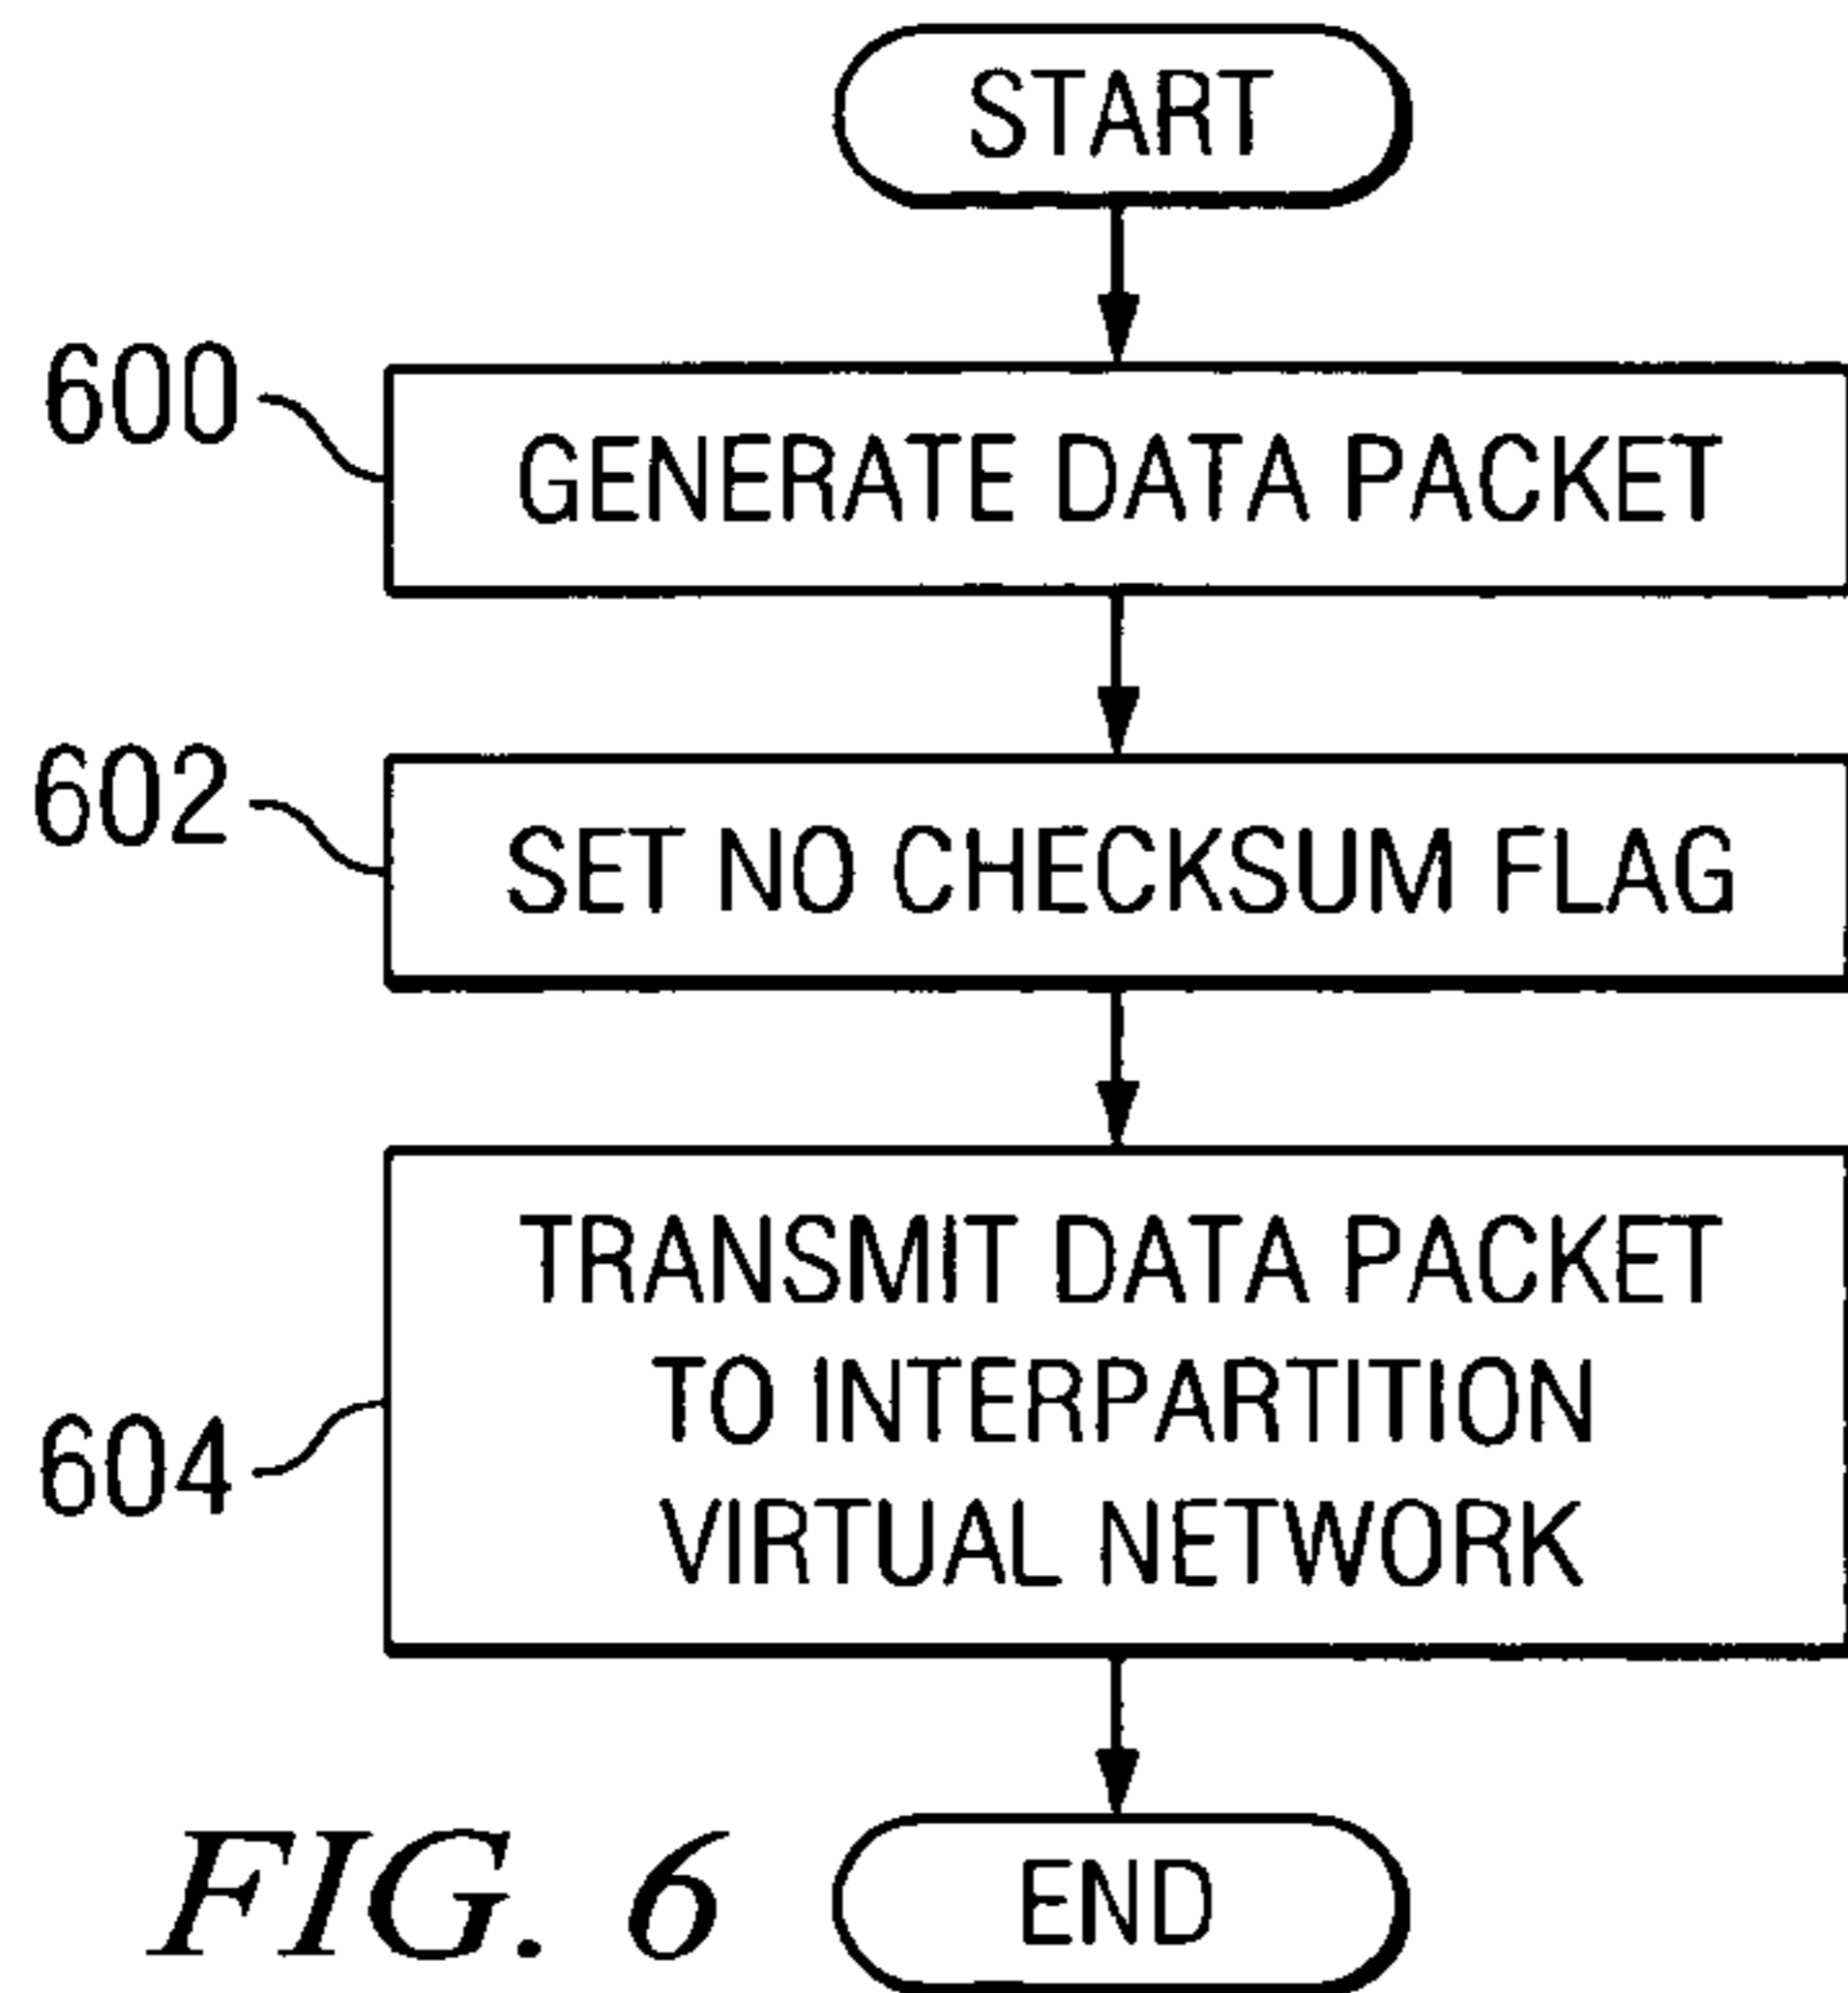 START
600
GENERATE DATA PACKET
602
SET NO CHECKSUM FLAG
TRANSMIT DATA PACKET
TO INTERPARTITION
604
VIRTUAL NETWORK
FIG. 6
END